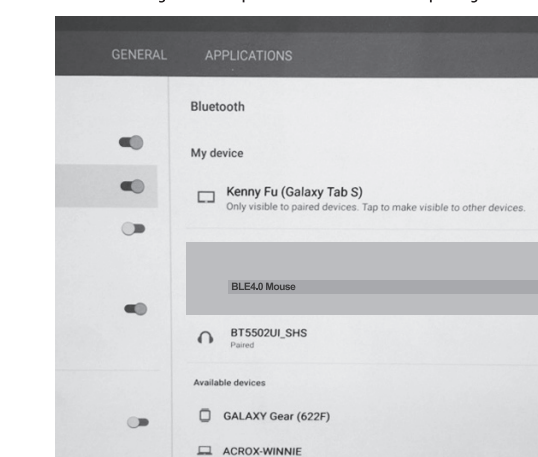 GENERAL APPLICATIONS
Bluetooth
My device
Kenny Fu (Galaxy Tab S)
Only visible to paired devices. Tap to make visible to other devices.
BLE4.0 Mouse
BT5502UI_SHS
Paired
Available devices
GALAXY Gear (622F)
ACROX-WINNIE